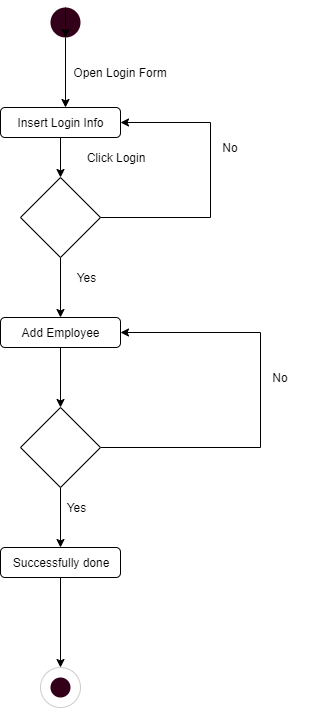 Open Login Form
Insert Login Info
No
Click Login
Yes
Add Employee
No
Yes
Successfully done